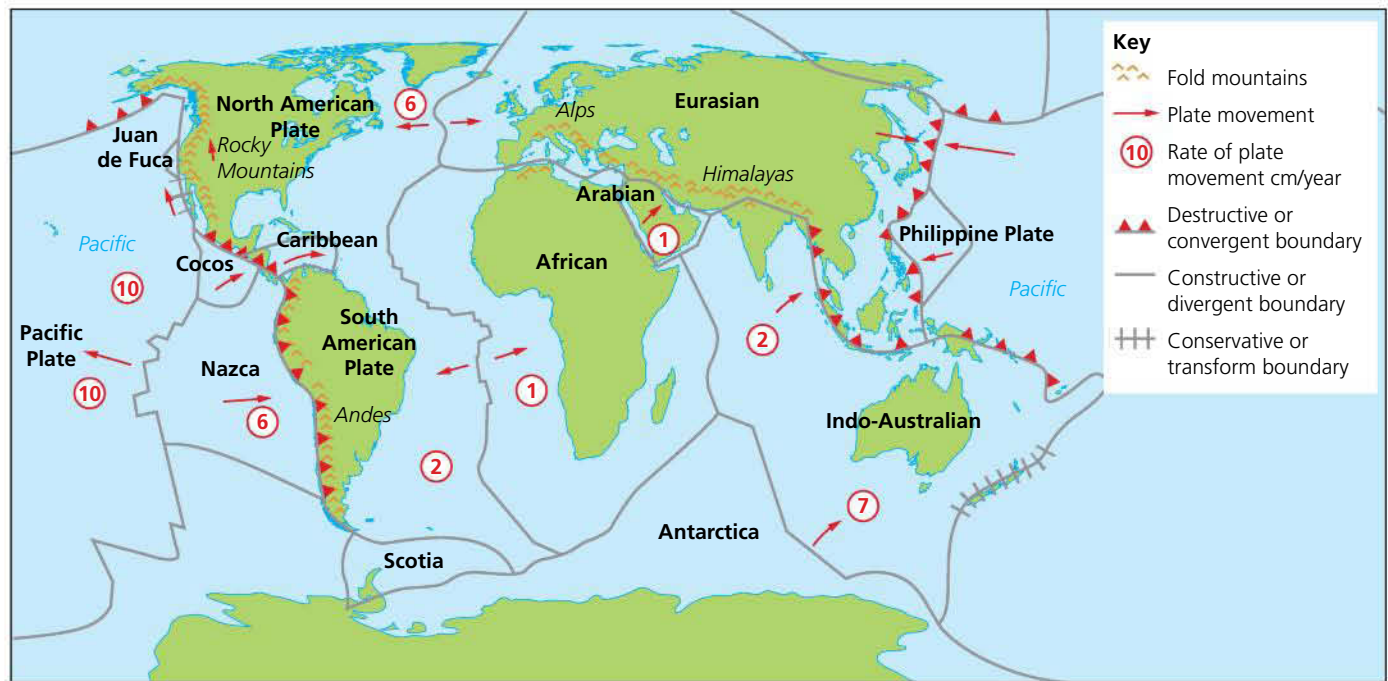 North American
Plate
6
Rocky
Mountains
Juan
de Fuca
Alps
Eurasian
Himalayas
Arabian
1
Pacific
10
Cocos
Caribbean
African
Philippine Plate
Pacific
Pacific
Plate
10
Nazca
6
South
American
Plate
Andes
2
1
2
Indo-Australian
7
Antarctica
Scotia
Key
Fold mountains
Plate movement
10
Rate of plate
movement cm/year
Destructive or
convergent boundary
Constructive or
divergent boundary
Conservative or
transform boundary